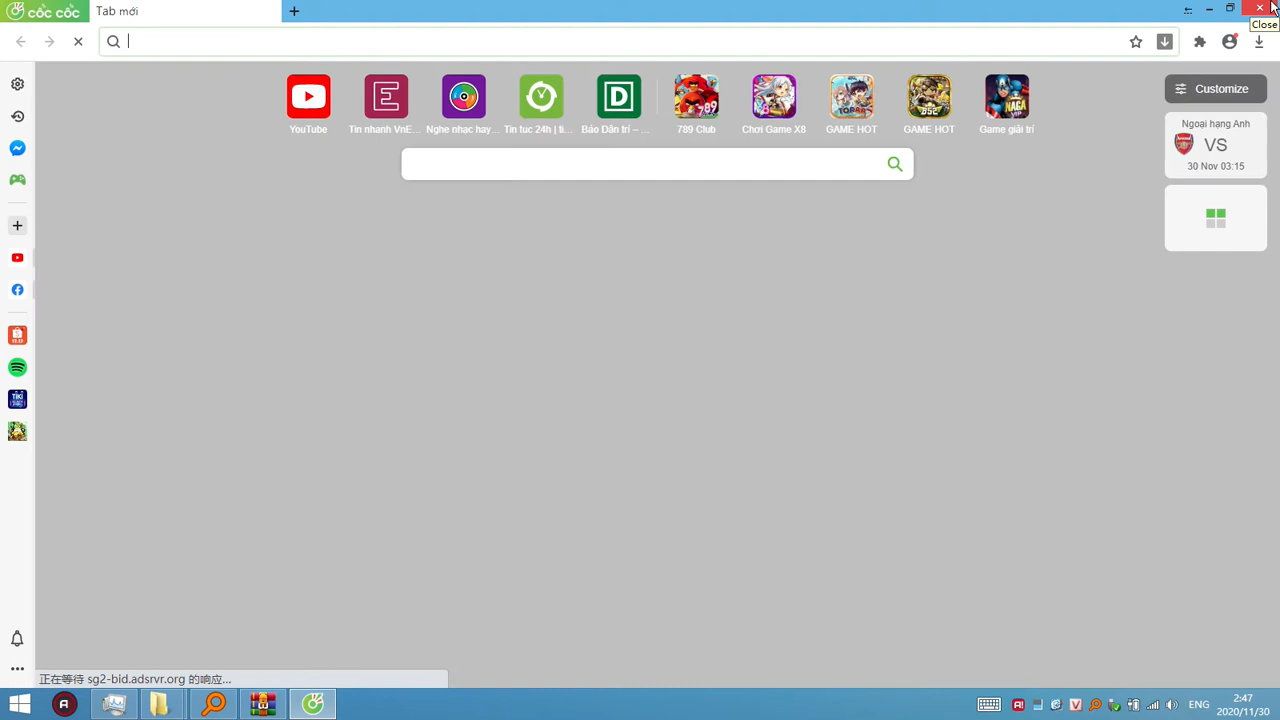 cốc cốc
Tab mới
Close
YouTube
Tin nhanh VnE...
Nghe nhạc hay...
Tin tuc 24h | ti...
Báo Dân trí – ...
789 Club
Chơi Game X8
GAME HOT
GAME HOT
Game giải trí
Customize
Ngoại hạng Anh
VS
30 Nov 03:15
正在等待 sg2-bid.adsrvr.org 的响应...
ENG
2:47
2020/11/30